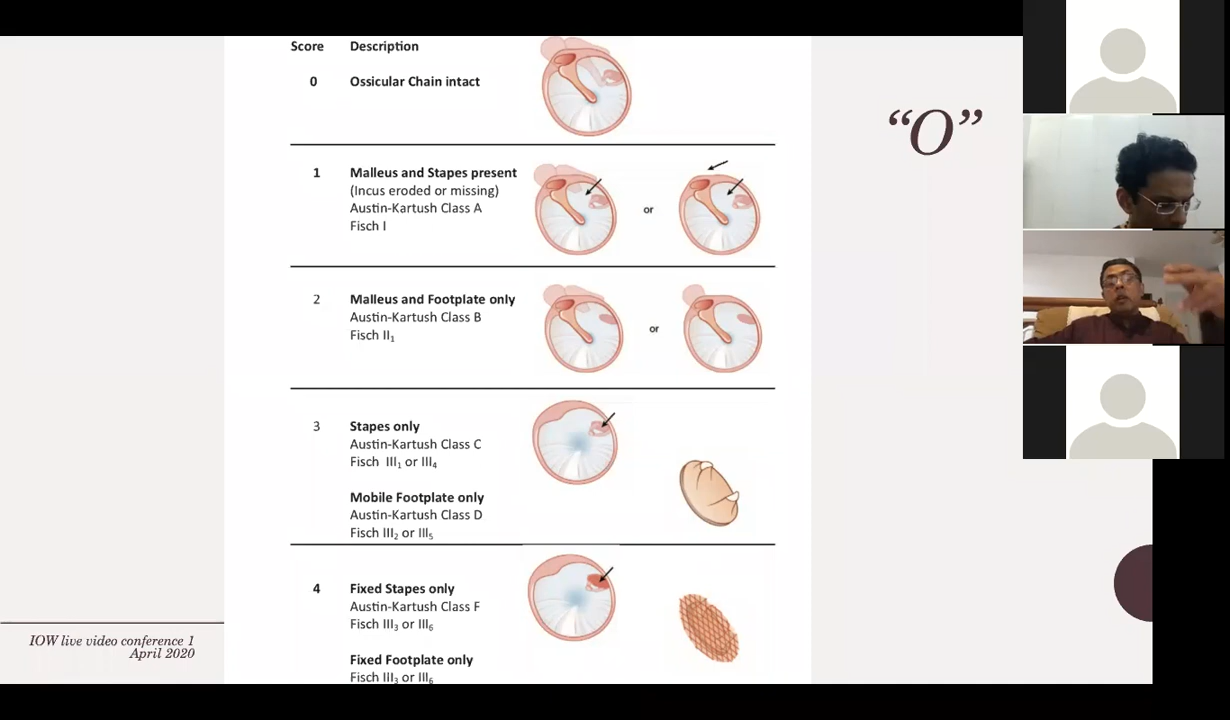 Score Description
0 Ossicular Chain intact
“O”
1 Malleus and Stapes present
(Incus eroded or missing)
Austin-Kartush Class A
Fisch I
or
2 Malleus and Footplate only
Austin-Kartush Class B
Fisch II₁
or
3 Stapes only
Austin-Kartush Class C
Fisch III₁ or III₄
Mobile Footplate only
Austin-Kartush Class D
Fisch III₂ or III₅
4 Fixed Stapes only
Austin-Kartush Class F
Fisch III₃ or III₆
Fixed Footplate only
Fisch III₃ or III₆
IOW live video conference 1
April 2020